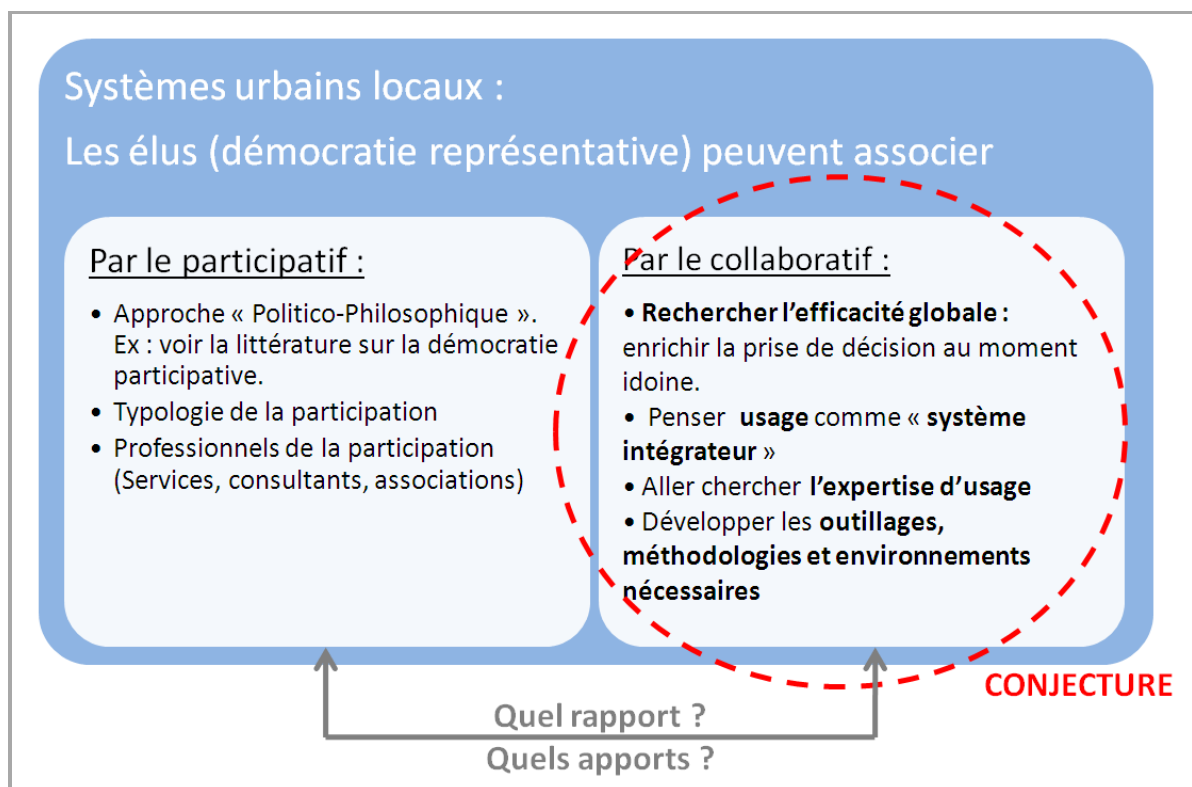 Systèmes urbains locaux :
Les élus (démocratie représentative) peuvent associer
Par le participatif :
• Approche « Politico-Philosophique ».
Ex : voir la littérature sur la démocratie
participative.
• Typologie de la participation
• Professionnels de la participation
(Services, consultants, associations)
Par le collaboratif :
• Rechercher l’efficacité globale :
enrichir la prise de décision au moment
idoine.
• Penser usage comme « système
intégrateur »
• Aller chercher l’expertise d’usage
• Développer les outillages,
méthodologies et environnements
nécessaires
CONJECTURE
Quel rapport ?
Quels apports ?